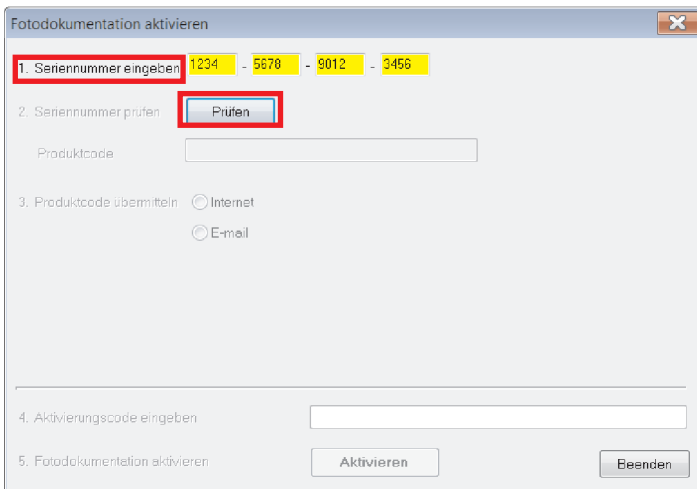 Fotodokumentation aktivieren
1. Seriennummer eingeben 1234 - 5678 - 9012 - 3456
2. Seriennummer prüfen Prüfen
Produktcode
3. Produktcode übermitteln Internet
E-mail
4. Aktivierungscode eingeben
5. Fotodokumentation aktivieren Aktivieren Beenden